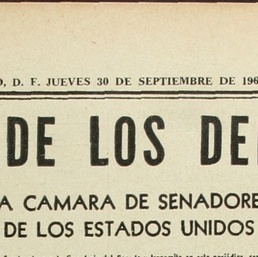 O, D. F. JUEVES 30 DE SEPTIEMBRE DE 196
DE LOS DE
A CAMARA DE SENADORE
DE LOS ESTADOS UNIDOS